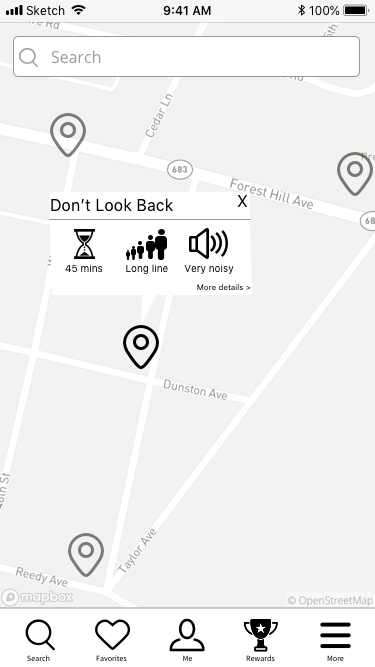 Sketch 9:41 AM 100%
Search
Cedar Ln
683
Forest Hill Ave
Don't Look Back X
45 mins Long line Very noisy
More details >
Dunston Ave
Taylor Ave
Reedy Ave
mapbox
© OpenStreetMap
Search Favorites Me Rewards More